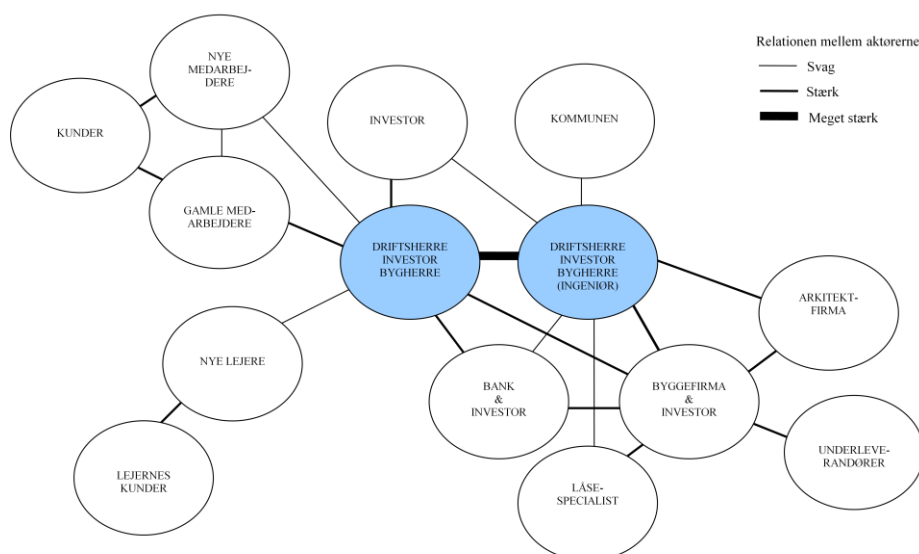 Relationen mellem aktørerne
Svag
Stærk
Meget stærk
NYE
MEDARBEJ-
DERE
KUNDER
INVESTOR
KOMMUNEN
GAMLE MED-
ARBEJDERE
DRIFTSHERRE
INVESTOR
BYGHERRE
DRIFTSHERRE
INVESTOR
BYGHERRE
(INGENIØR)
ARKITEKT-
FIRMA
NYE LEJERE
BANK
&
INVESTOR
BYGGEFIRMA
&
INVESTOR
UNDERLEVE-
RANDØRER
LEJERNES
KUNDER
LÅSE-
SPECIALIST